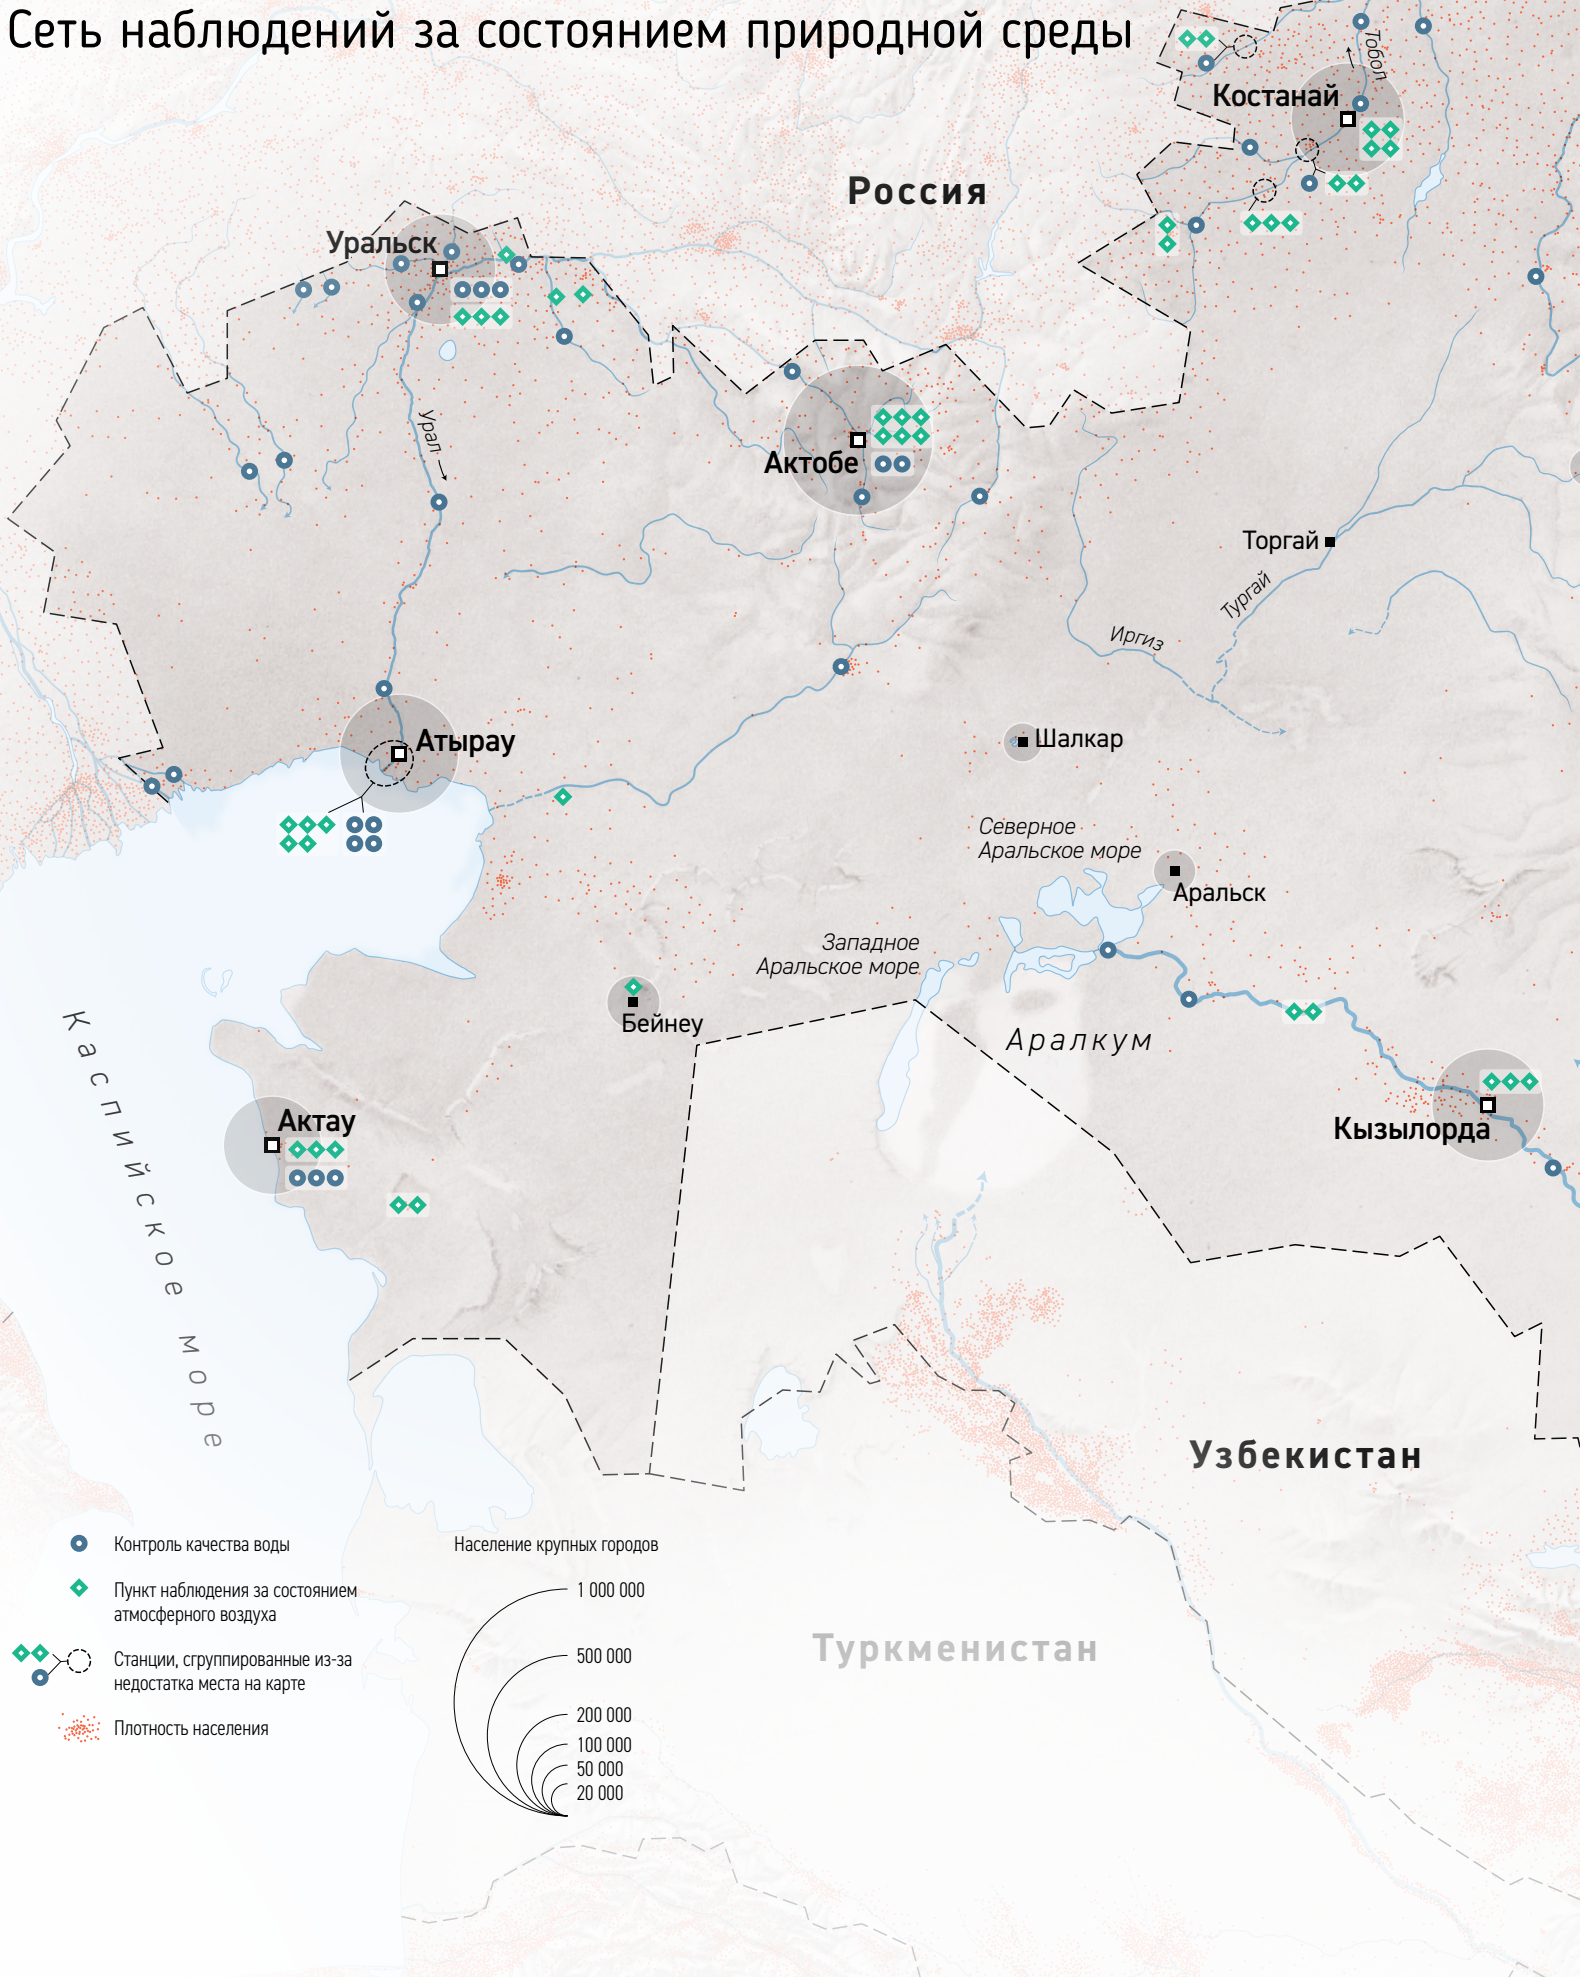 Сеть наблюдений за состоянием природной среды
Тобол
Костанай
Россия
Уральск
Урал
Актобе
Торгай
Тургай
Иргиз
Атырау
Шалкар
Северное
Аральское море
Аральск
Западное
Аральское море
Бейнеу
Аралкум
Каспийское море
Актау
Кызылорда
Узбекистан
Туркменистан
Контроль качества воды
Пункт наблюдения за состоянием
атмосферного воздуха
Станции, сгруппированные из-за
недостатка места на карте
Плотность населения
Население крупных городов
1 000 000
500 000
200 000
100 000
50 000
20 000